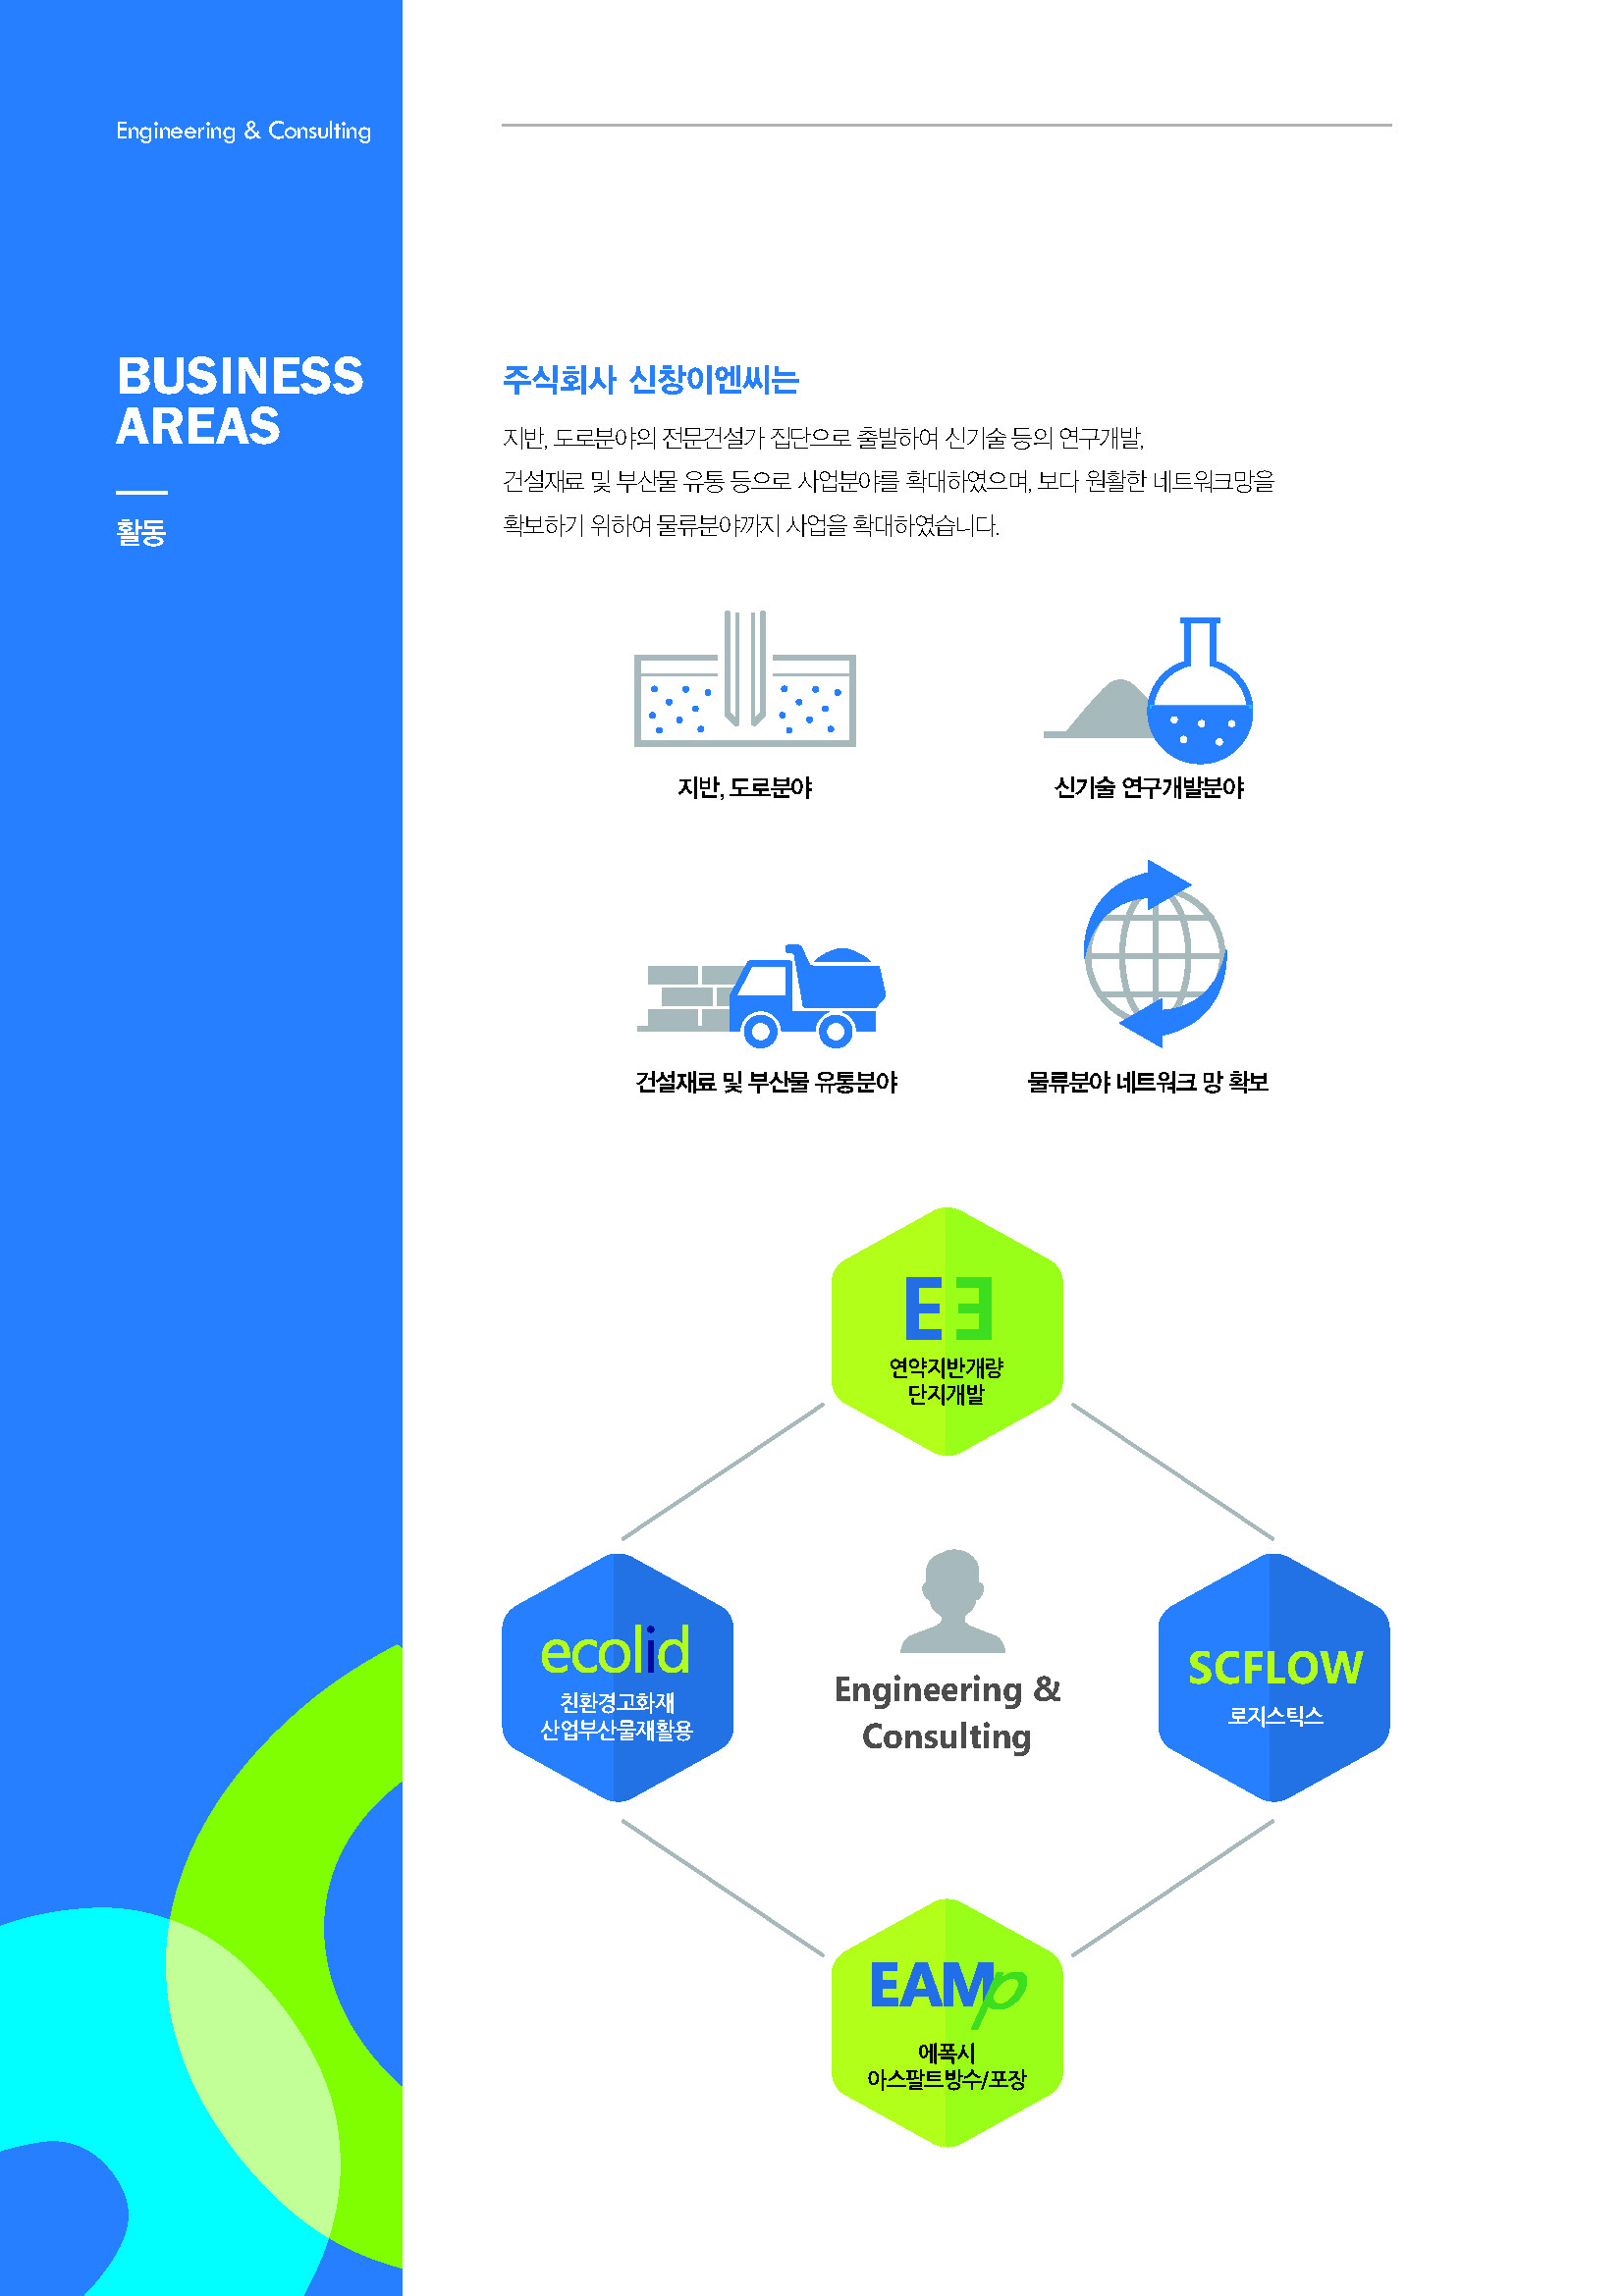 Engineering & Consulting
BUSINESS
AREAS
활동
주식회사 신창이엔씨는
지반, 도로분야의 전문건설가 집단으로 출발하여 신기술 등의 연구개발,
건설재료 및 부산물 유통 등으로 사업분야를 확대하였으며, 보다 원활한 네트워크망을
확보하기 위하여 물류분야까지 사업을 확대하였습니다.
지반, 도로분야
신기술 연구개발분야
건설재료 및 부산물 유통분야
물류분야 네트워크 망 확보
EƎ
연약지반개량
단지개발
ecolid
친환경고화재
산업부산물재활용
Engineering &
Consulting
SCFLOW
로지스틱스
EAMp
에폭시
아스팔트방수/포장